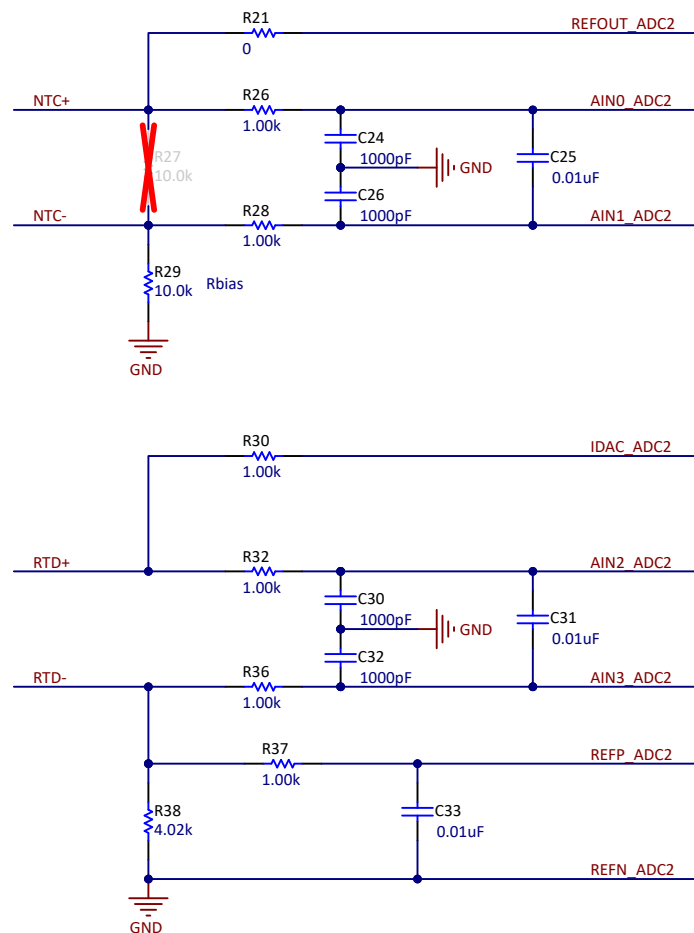 R21
0
REFOUT_ADC2
NTC+
R26
1.00k
AIN0_ADC2
R27
10.0k
C24
1000pF
GND
C25
0.01uF
C26
1000pF
NTC-
R28
1.00k
AIN1_ADC2
R29
10.0k
Rbias
GND
R30
1.00k
IDAC_ADC2
RTD+
R32
1.00k
AIN2_ADC2
C30
1000pF
GND
C31
0.01uF
C32
1000pF
RTD-
R36
1.00k
AIN3_ADC2
R37
1.00k
REFP_ADC2
R38
4.02k
C33
0.01uF
REFN_ADC2
GND